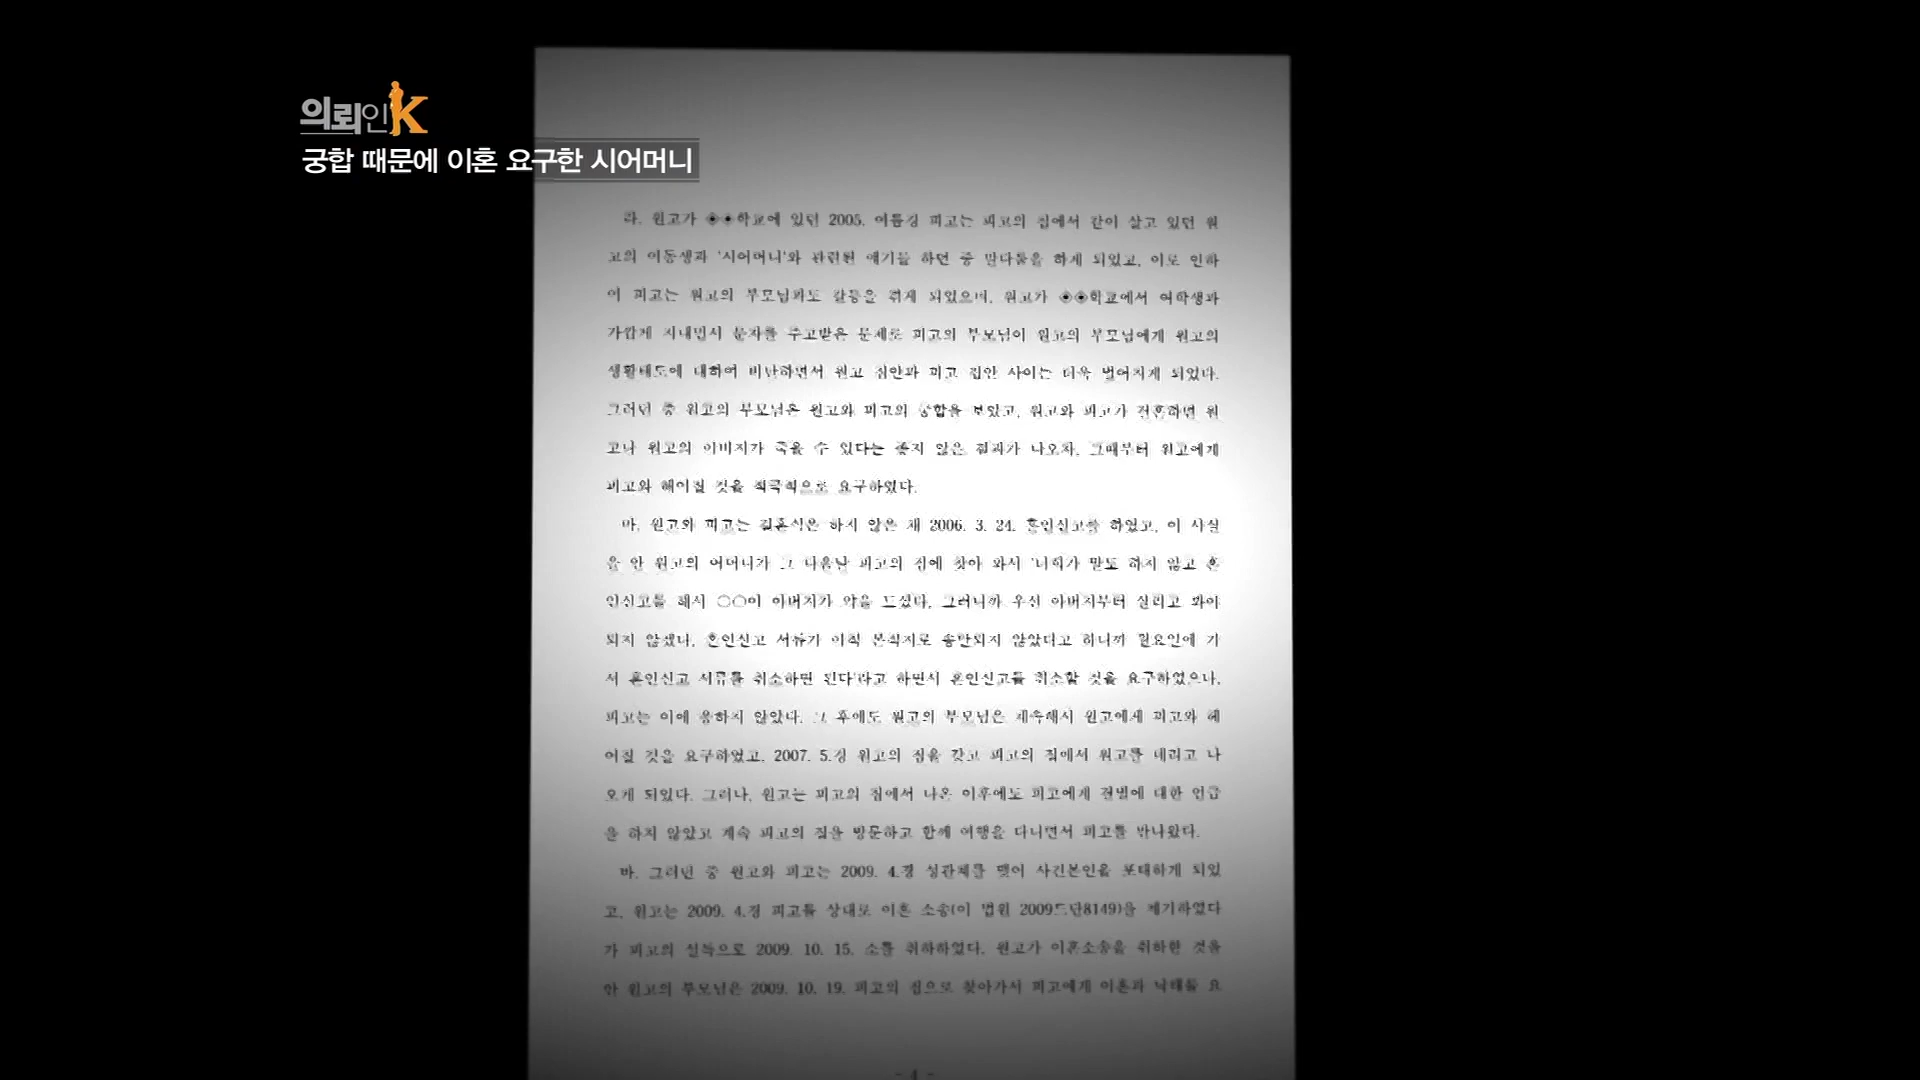 의뢰인K
궁합 때문에 이혼 요구한 시어머니
라. 원고가 ◉◉학교에 있던 2005. 여름경 피고는 피고의 집에서 같이 살고 있던 원
고의 여동생과 '시어머니'와 관련된 얘기를 하던 중 말다툼을 하게 되었고, 이로 인하
여 피고는 원고의 부모님과도 갈등을 겪게 되었으며, 원고가 ◉◉학교에서 여학생과
가깝게 지내면서 문자를 주고받은 문제로 피고의 부모님이 원고의 부모님에게 원고의
생활태도에 대하여 비난하면서 원고 집안과 피고 집안 사이는 더욱 벌어지게 되었다.
그러던 중 원고의 부모님은 원고와 피고의 궁합을 보았고, 원고와 피고가 결혼하면 원
고나 원고의 아버지가 죽을 수 있다는 좋지 않은 결과가 나오자, 그때부터 원고에게
피고와 헤어질 것을 적극적으로 요구하였다.
마. 원고와 피고는 결혼식은 하지 않은 채 2006. 3. 24. 혼인신고를 하였고, 이 사실
을 안 원고의 어머니가 그 다음날 피고의 집에 찾아 와서 '너희가 말도 하지 않고 혼
인신고를 해서 ○○이 아버지가 약을 드셨다, 그러니까 우선 아버지부터 살리고 봐야
되지 않겠냐, 혼인신고 서류가 아직 본적지로 송달되지 않았다고 하니까 월요일에 가
서 혼인신고 서류를 취소하면 된다'라고 하면서 혼인신고를 취소할 것을 요구하였으나,
피고는 이에 응하지 않았다. 그 후에도 원고의 부모님은 계속해서 원고에게 피고와 헤
어질 것을 요구하였고, 2007. 5.경 원고의 짐을 갖고 피고의 집에서 원고를 데리고 나
오게 되었다. 그러나, 원고는 피고의 집에서 나온 이후에도 피고에게 결별에 대한 언급
을 하지 않았고 계속 피고의 집을 방문하고 함께 여행을 다니면서 피고를 만나왔다.
바. 그러던 중 원고와 피고는 2009. 4.경 성관계를 맺어 사건본인을 포태하게 되었
고, 원고는 2009. 4.경 피고를 상대로 이혼 소송(이 법원 2009드단8149)을 제기하였다
가 피고의 설득으로 2009. 10. 15. 소를 취하하였다. 원고가 이혼소송을 취하한 것을
안 원고의 부모님은 2009. 10. 19. 피고의 집으로 찾아가서 피고에게 이혼과 낙태를 요
- 4 -